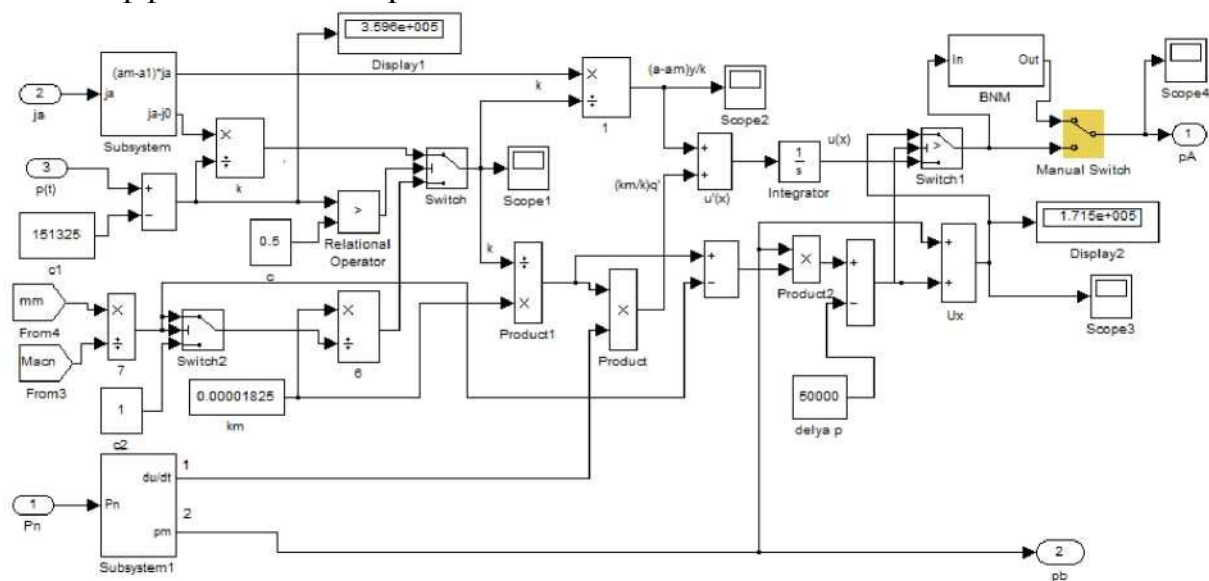 3.596e+005
Display1
(am-a1)*ja
ja
ja-j0
Subsystem
2
ja
k
×
÷
1
(a-am)y/k
Scope2
In
Out
BNM
Scope4
1
pA
Manual Switch
×
÷
k
3
p(t)
+
-
151325
c1
Switch
Scope1
>
Relational
Operator
0.5
c
+
+
u'(x)
(km/k)q'
1
s
Integrator
u(x)
>
Switch1
1.715e+005
Display2
mm
From4
Macn
From3
×
÷
7
Switch2
1
c2
×
÷
6
0.00001825
km
k
÷
×
Product1
×
Product
+
-
×
Product2
+
-
50000
delya p
+
+
Ux
Scope3
1
Pn
Pn
du/dt
pm
Subsystem1
1
2
2
pb